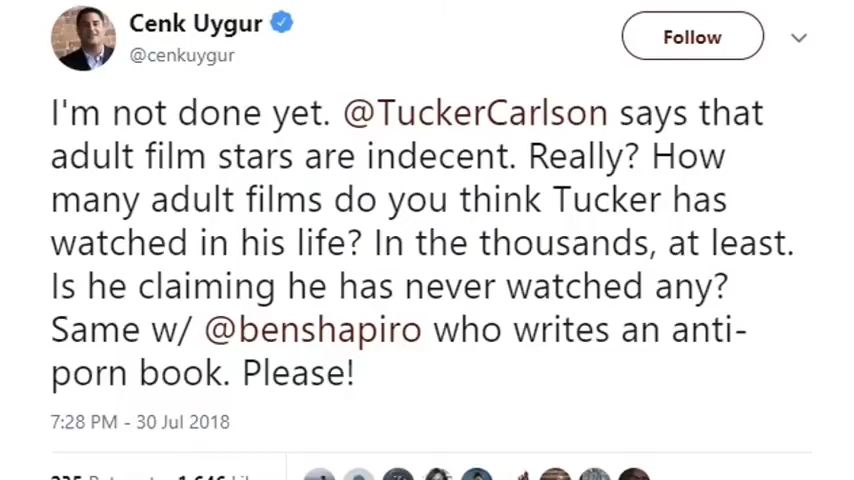 Cenk Uygur
@cenkuygur
Follow
I'm not done yet. @TuckerCarlson says that
adult film stars are indecent. Really? How
many adult films do you think Tucker has
watched in his life? In the thousands, at least.
Is he claiming he has never watched any?
Same w/ @benshapiro who writes an anti-
porn book. Please!
7:28 PM - 30 Jul 2018